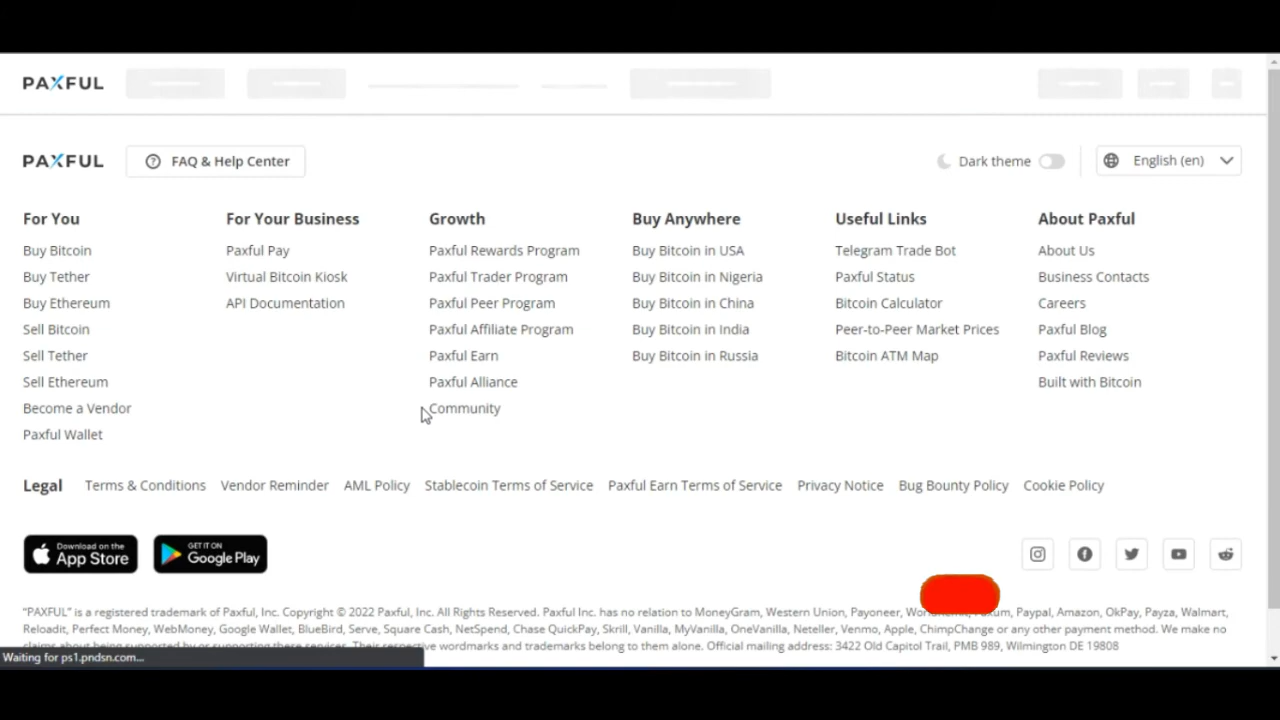 PAXFUL
PAXFUL FAQ & Help Center Dark theme English (en)
For You
Buy Bitcoin
Buy Tether
Buy Ethereum
Sell Bitcoin
Sell Tether
Sell Ethereum
Become a Vendor
Paxful Wallet
For Your Business
Paxful Pay
Virtual Bitcoin Kiosk
API Documentation
Growth
Paxful Rewards Program
Paxful Trader Program
Paxful Peer Program
Paxful Affiliate Program
Paxful Earn
Paxful Alliance
Community
Buy Anywhere
Buy Bitcoin in USA
Buy Bitcoin in Nigeria
Buy Bitcoin in China
Buy Bitcoin in India
Buy Bitcoin in Russia
Useful Links
Telegram Trade Bot
Paxful Status
Bitcoin Calculator
Peer-to-Peer Market Prices
Bitcoin ATM Map
About Paxful
About Us
Business Contacts
Careers
Paxful Blog
Paxful Reviews
Built with Bitcoin
Legal Terms & Conditions Vendor Reminder AML Policy Stablecoin Terms of Service Paxful Earn Terms of Service Privacy Notice Bug Bounty Policy Cookie Policy
Download on the
App Store
GET IT ON
Google Play
"PAXFUL" is a registered trademark of Paxful, Inc. Copyright © 2022 Paxful, Inc. All Rights Reserved. Paxful Inc. has no relation to MoneyGram, Western Union, Payoneer, Paypal, Amazon, OkPay, Payza, Walmart,
Reloadit, Perfect Money, WebMoney, Google Wallet, BlueBird, Serve, Square Cash, NetSpend, Chase QuickPay, Skrill, Vanilla, MyVanilla, OneVanilla, Neteller, Venmo, Apple, ChimpChange or any other payment method. We make no
claims about being supported by or supporting these services. Their respective wordmarks and trademarks belong to them alone. Official mailing address: 3422 Old Capitol Trail, PMB 989, Wilmington DE 19808
Waiting for ps1.pndsn.com...